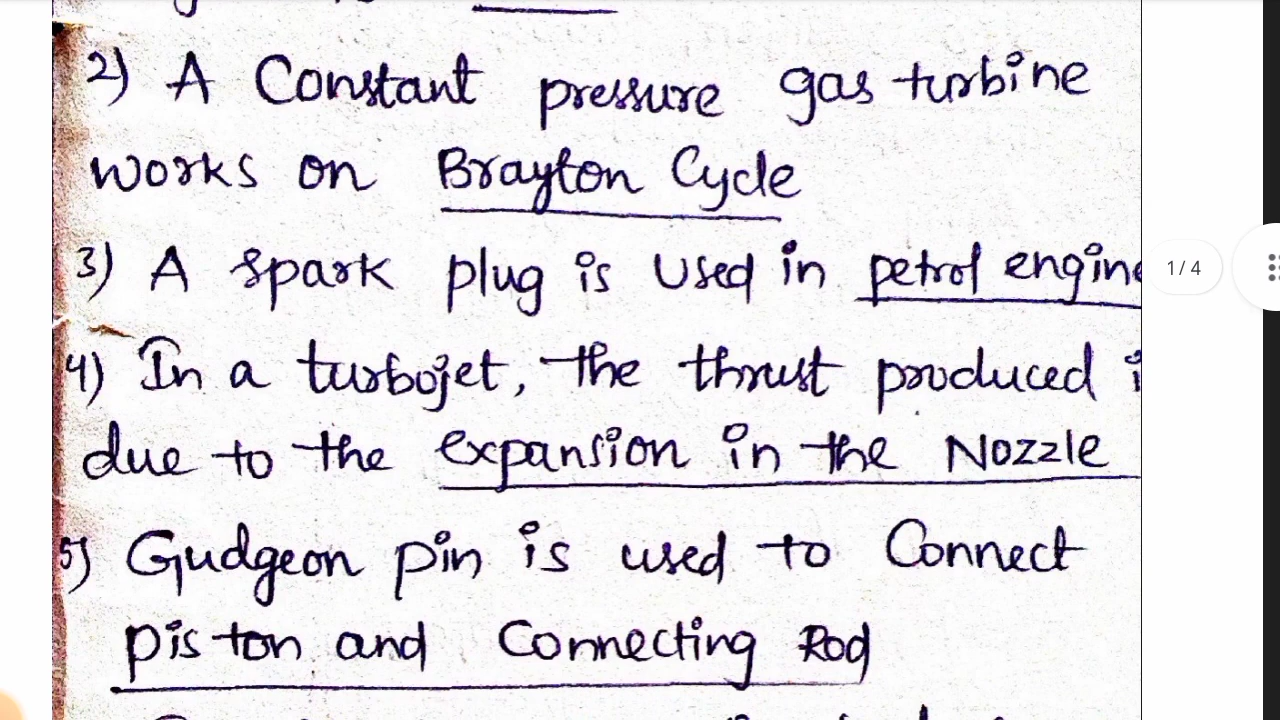 2) A Constant pressure gas turbine
works on Brayton Cycle
3) A spark plug is used in petrol engine
1 / 4
4) In a turbojet, the thrust produced i
due to the expansion in the Nozzle
5) Gudgeon pin is used to Connect
piston and Connecting Rod